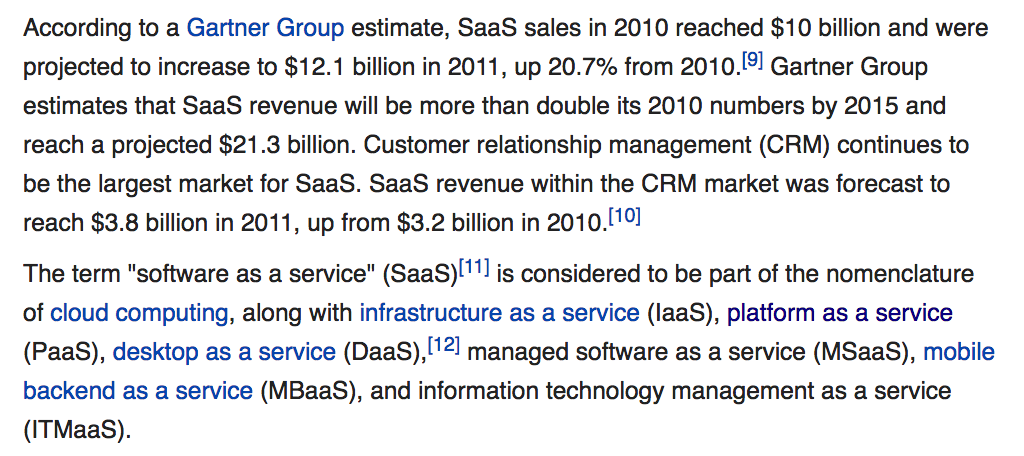 According to a Gartner Group estimate, SaaS sales in 2010 reached $10 billion and were
projected to increase to $12.1 billion in 2011, up 20.7% from 2010.[9] Gartner Group
estimates that SaaS revenue will be more than double its 2010 numbers by 2015 and
reach a projected $21.3 billion. Customer relationship management (CRM) continues to
be the largest market for SaaS. SaaS revenue within the CRM market was forecast to
reach $3.8 billion in 2011, up from $3.2 billion in 2010.[10]
The term "software as a service" (SaaS)[11] is considered to be part of the nomenclature
of cloud computing, along with infrastructure as a service (IaaS), platform as a service
(PaaS), desktop as a service (DaaS),[12] managed software as a service (MSaaS), mobile
backend as a service (MBaaS), and information technology management as a service
(ITMaaS).